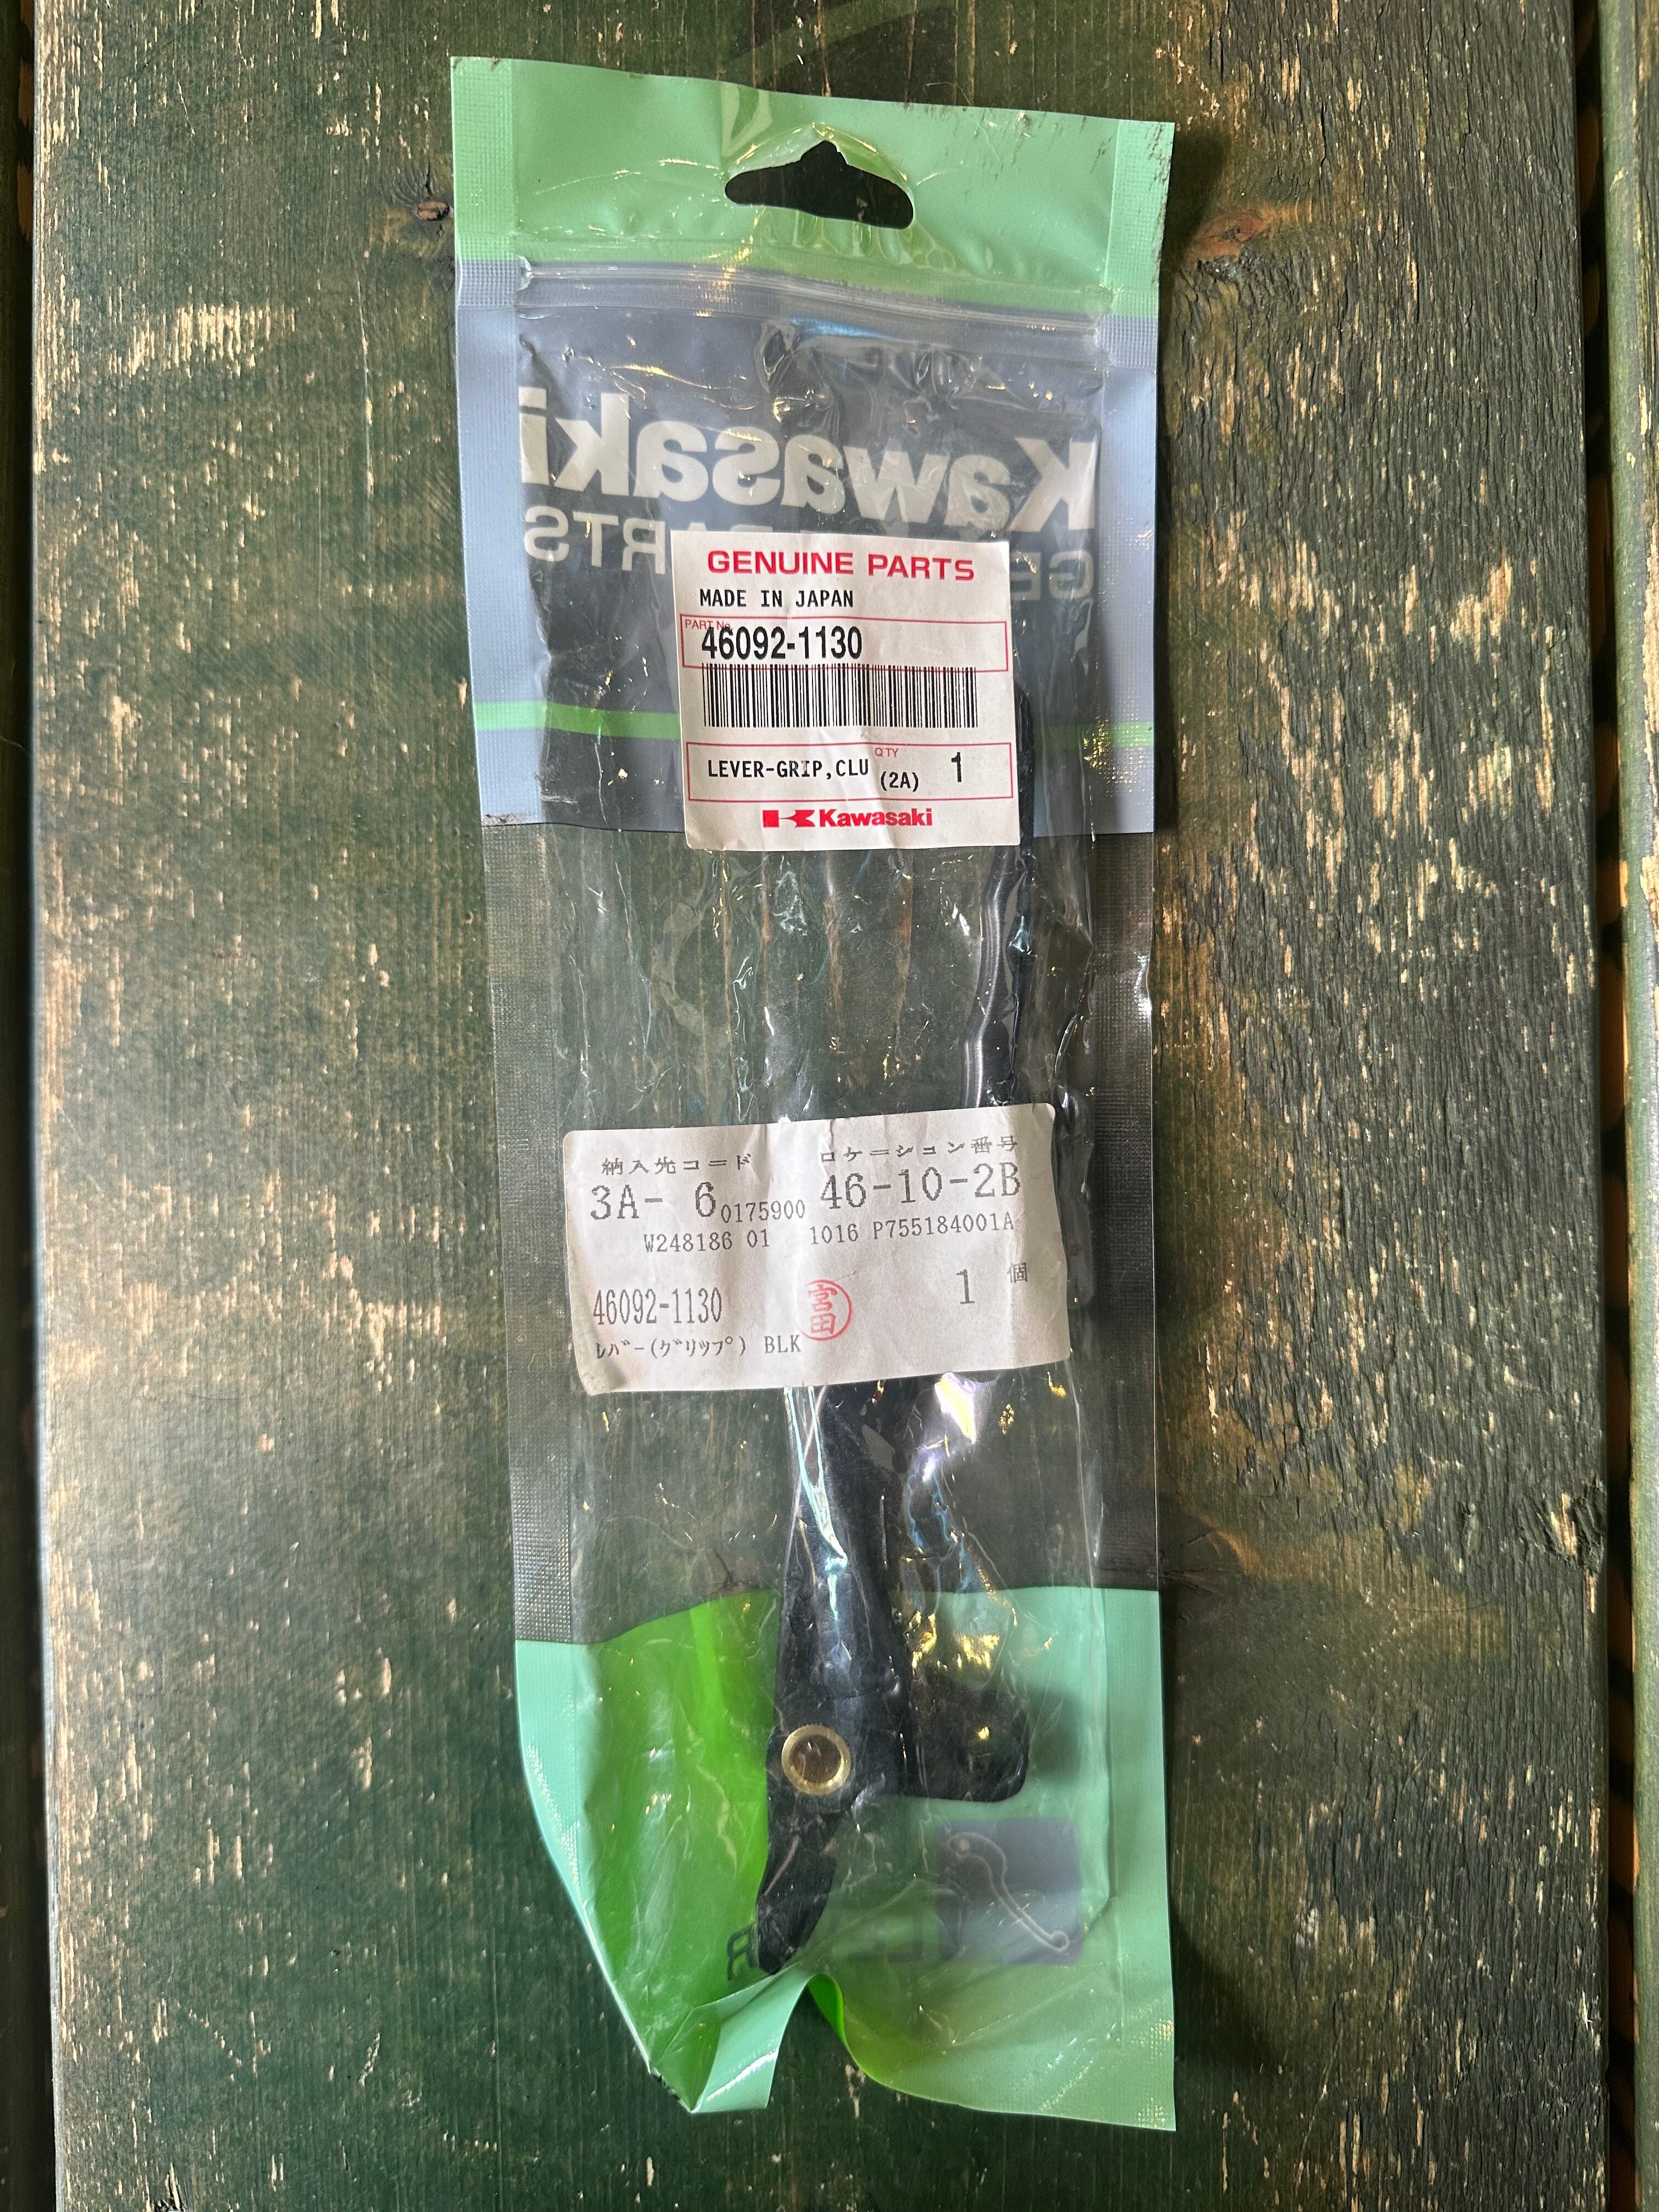 Kawasaki
GENUINE PARTS
MADE IN JAPAN
PART No.
46092-1130
QTY
LEVER-GRIP,CLU (2A) 1
Kawasaki
納入先コード ロケーション番号
3A- 6 0175900 46-10-2B
W248186 01 1016 P755184001A
46092-1130 宮田 1 個
ﾚﾊﾞｰ(ｸﾞﾘｯﾌﾟ) BLK